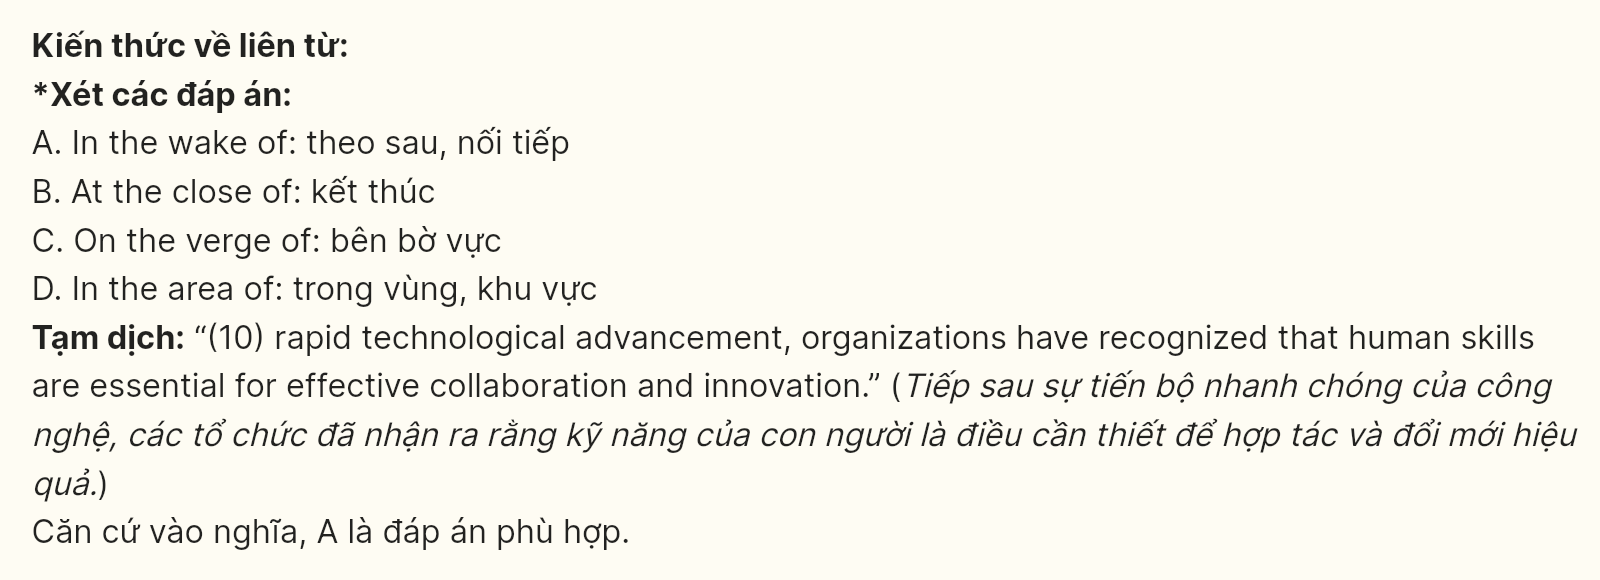 Kiến thức về liên từ:
*Xét các đáp án:
A. In the wake of: theo sau, nối tiếp
B. At the close of: kết thúc
C. On the verge of: bên bờ vực
D. In the area of: trong vùng, khu vực
Tạm dịch: “(10) rapid technological advancement, organizations have recognized that human skills
are essential for effective collaboration and innovation.” (Tiếp sau sự tiến bộ nhanh chóng của công
nghệ, các tổ chức đã nhận ra rằng kỹ năng của con người là điều cần thiết để hợp tác và đổi mới hiệu
quả.)
Căn cứ vào nghĩa, A là đáp án phù hợp.